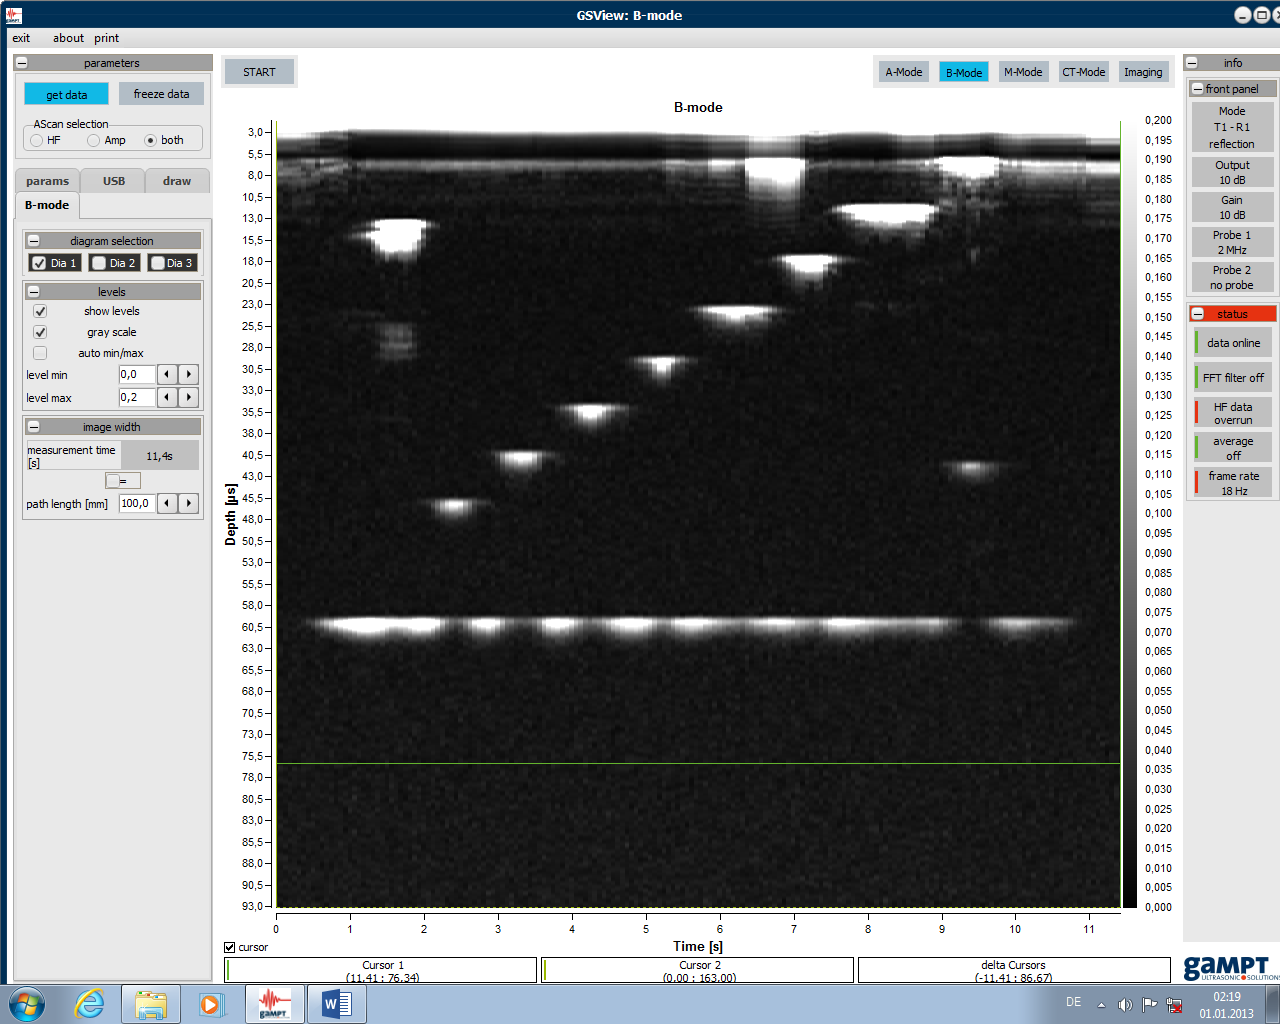 GSView: B-mode
exit about print
parameters
get data freeze data
AScan selection
HF Amp both
params USB draw
B-mode
diagram selection
Dia 1 Dia 2 Dia 3
levels
show levels
gray scale
auto min/max
level min 0,0
level max 0,2
image width
measurement time [s] 11,4s
=
path length [mm] 100,0
START
A-Mode B-Mode M-Mode CT-Mode Imaging
B-mode
Depth [µs]
3,0
5,5
8,0
10,5
13,0
15,5
18,0
20,5
23,0
25,5
28,0
30,5
33,0
35,5
38,0
40,5
43,0
45,5
48,0
50,5
53,0
55,5
58,0
60,5
63,0
65,5
68,0
70,5
73,0
75,5
78,0
80,5
83,0
85,5
88,0
90,5
93,0
0 1 2 3 4 5 6 7 8 9 10 11
Time [s]
0,200
0,195
0,190
0,185
0,180
0,175
0,170
0,165
0,160
0,155
0,150
0,145
0,140
0,135
0,130
0,125
0,120
0,115
0,110
0,105
0,100
0,095
0,090
0,085
0,080
0,075
0,070
0,065
0,060
0,055
0,050
0,045
0,040
0,035
0,030
0,025
0,020
0,015
0,010
0,005
0,000
cursor
Cursor 1
(11,41 : 76,34)
Cursor 2
(0,00 : 163,00)
delta Cursors
(-11,41 : 86,67)
info
front panel
Mode
T1 - R1
reflection
Output
10 dB
Gain
10 dB
Probe 1
2 MHz
Probe 2
no probe
status
data online
FFT filter off
HF data
overrun
average
off
frame rate
18 Hz
gAMPT
ULTRASONIC SOLUTIONS
gAMPT
DE
02:19
01.01.2013